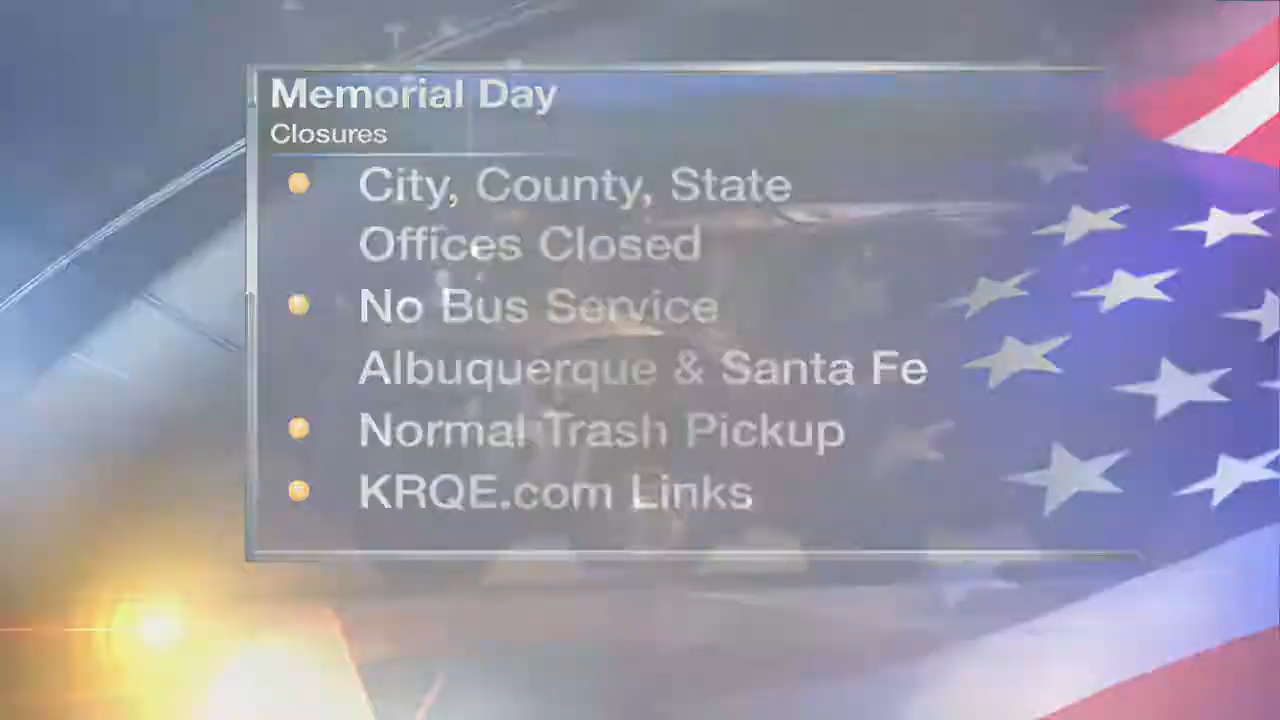 Memorial Day
Closures
City, County, State
Offices Closed
No Bus Service
Albuquerque & Santa Fe
Normal Trash Pickup
KRQE.com Links